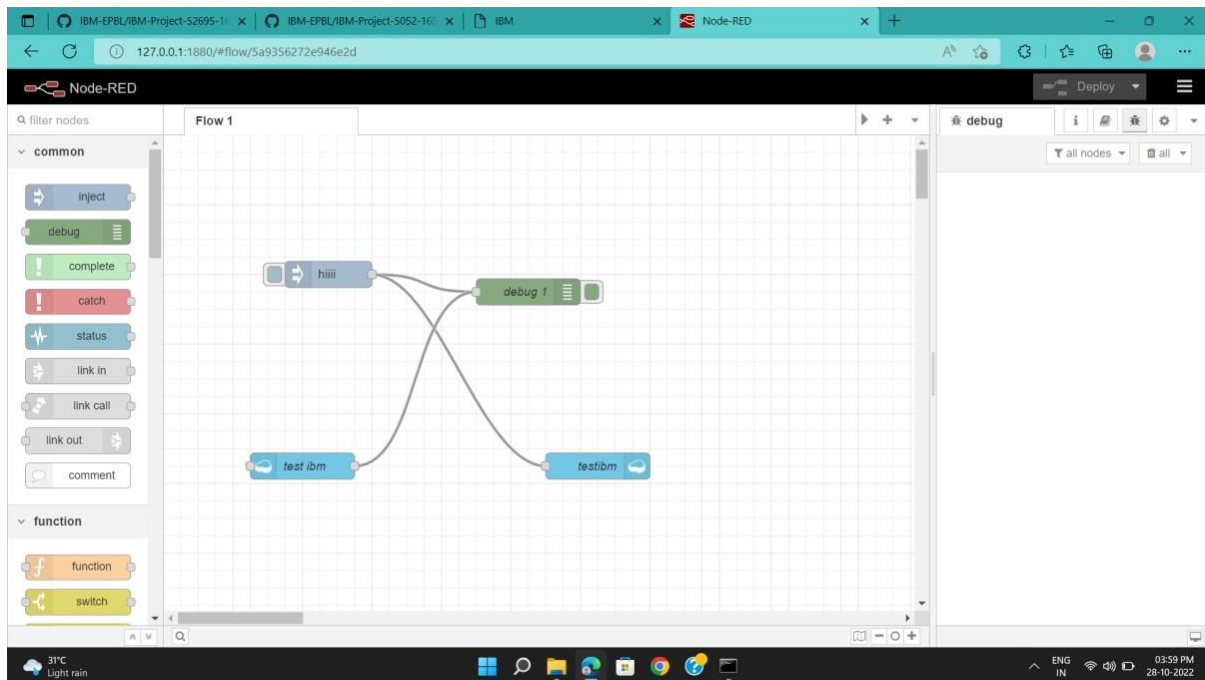 IBM-EPBL/IBM-Project-52695-16
IBM-EPBL/IBM-Project-5052-165
IBM
Node-RED
127.0.0.1:1880/#flow/5a9356272e946e2d
Node-RED
Deploy
filter nodes
Flow 1
debug
common
all nodes
all
inject
debug
complete
catch
status
link in
link call
link out
comment
function
function
switch
hiiii
debug 1
test ibm
testibm
31°C
Light rain
ENG
IN
03:59 PM
28-10-2022